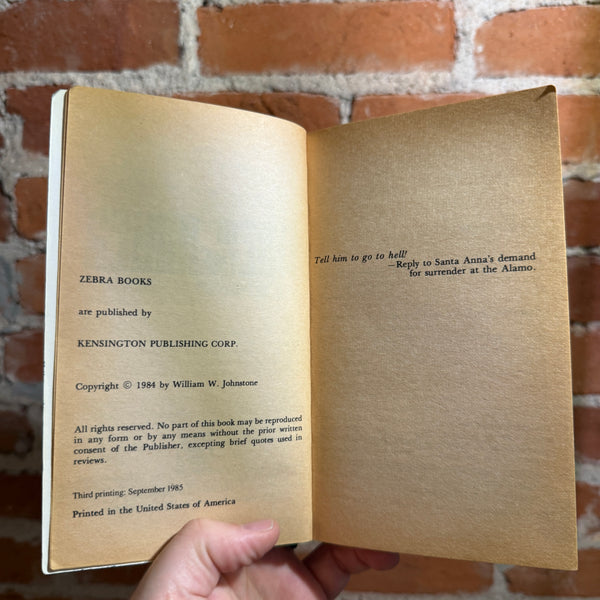 ZEBRA BOOKS
are published by
KENSINGTON PUBLISHING CORP.
Copyright © 1984 by William W. Johnstone
All rights reserved. No part of this book may be reproduced
in any form or by any means without the prior written
consent of the Publisher, excepting brief quotes used in
reviews.
Third printing: September 1985
Printed in the United States of America
Tell him to go to hell!
—Reply to Santa Anna's demand
for surrender at the Alamo.